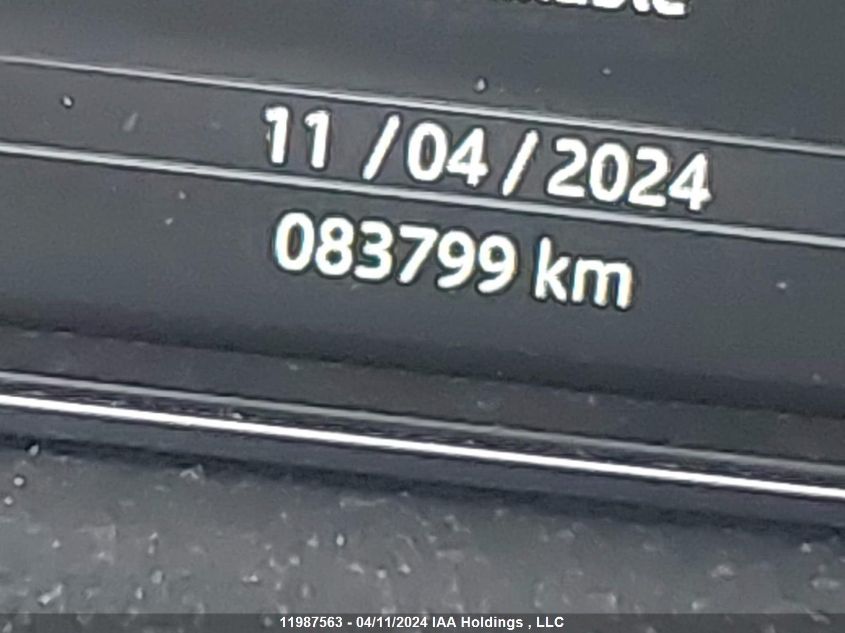 11 /04/2024
083799 km
11987563 - 04/11/2024 IAA Holdings , LLC